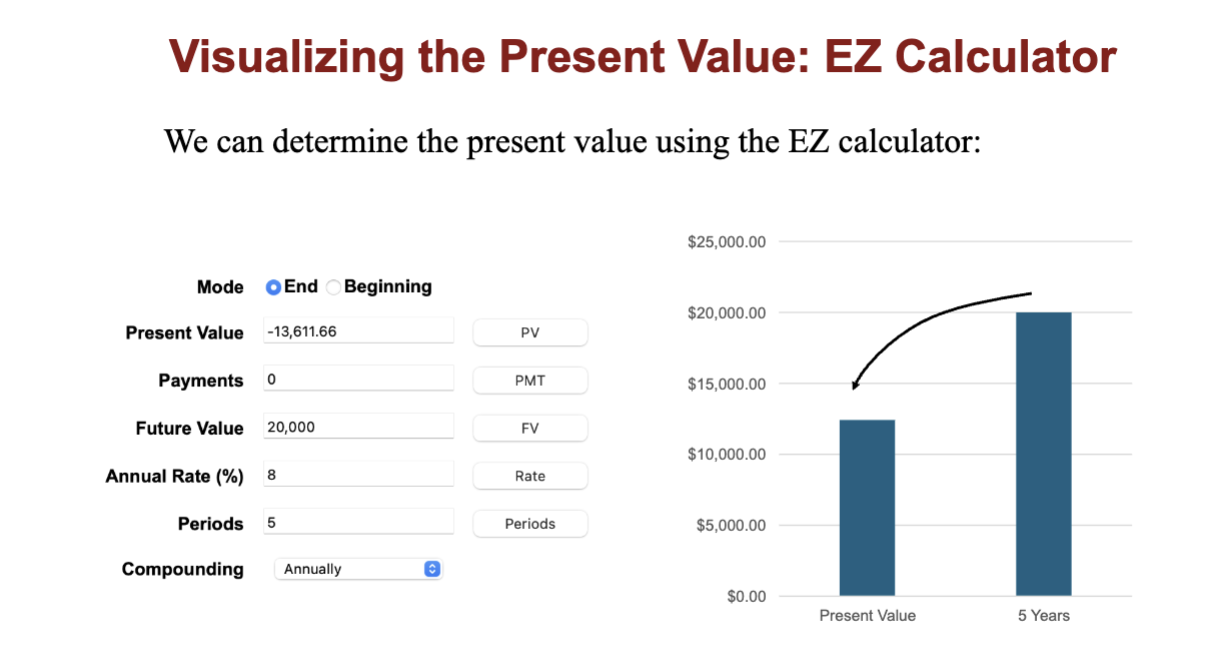 Visualizing the Present Value: EZ Calculator
We can determine the present value using the EZ calculator:
Mode End Beginning
Present Value -13,611.66 PV
Payments 0 PMT
Future Value 20,000 FV
Annual Rate (%) 8 Rate
Periods 5 Periods
Compounding Annually
$25,000.00
$20,000.00
$15,000.00
$10,000.00
$5,000.00
$0.00
Present Value 5 Years